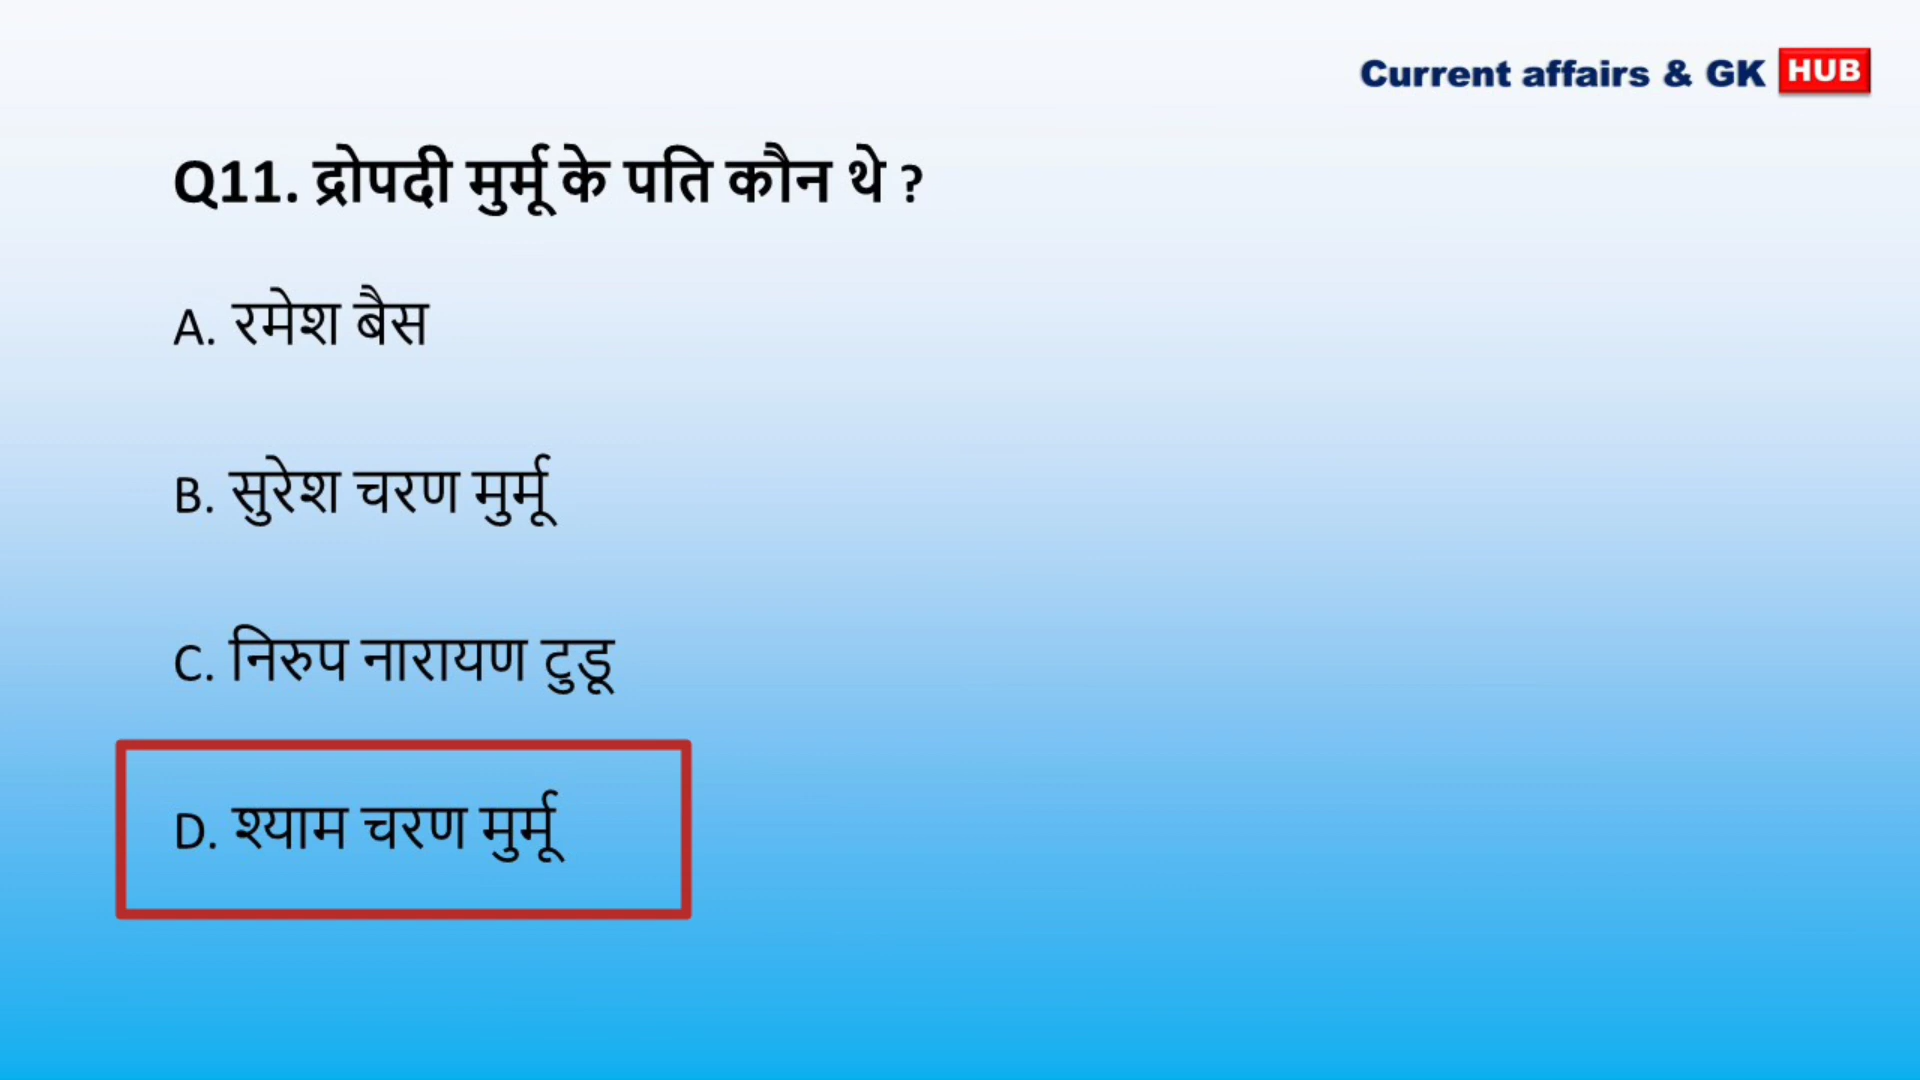 Current affairs & GK HUB
Q11. द्रोपदी मुर्मू के पति कौन थे ?
A. रमेश बैस
B. सुरेश चरण मुर्मू
C. निरुप नारायण टुडू
D. श्याम चरण मुर्मू